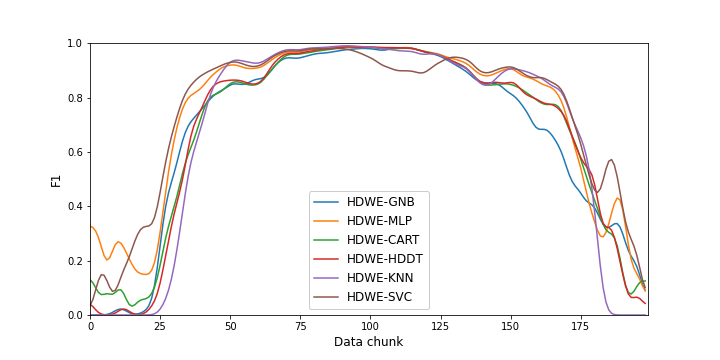 1.0
0.8
0.6
0.4
0.2
0.0
F1
HDWE-GNB
HDWE-MLP
HDWE-CART
HDWE-HDDT
HDWE-KNN
HDWE-SVC
0 25 50 75 100 125 150 175
Data chunk